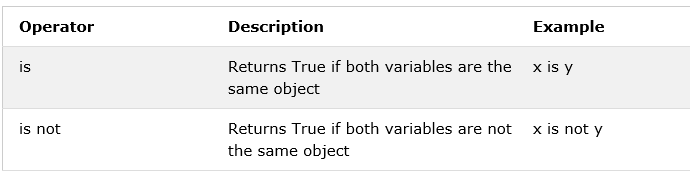 Operator Description Example
is Returns True if both variables are the x is y
same object
is not Returns True if both variables are not x is not y
the same object